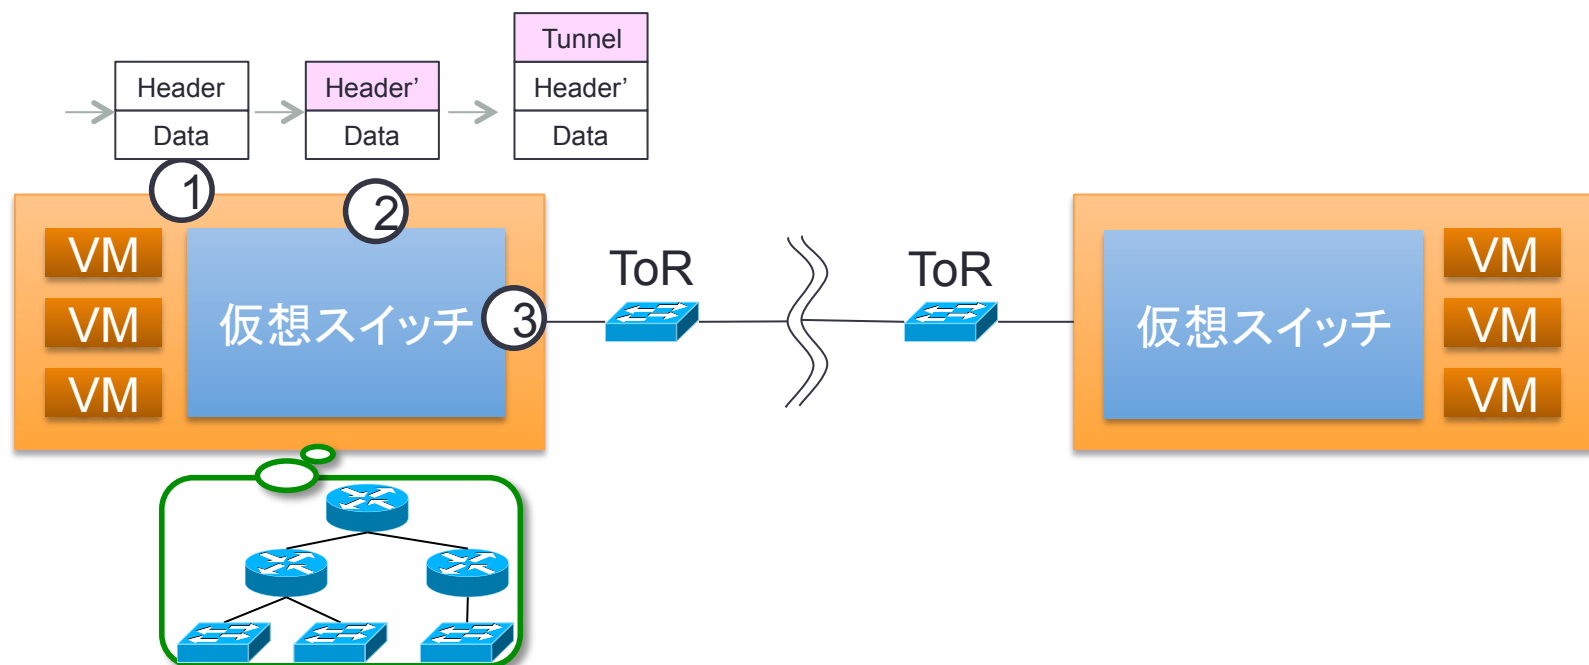 Tunnel
Header
Header’
Header’
Data
Data
Data
1
2
VM
VM
VM
仮想スイッチ
3
ToR
ToR
仮想スイッチ
VM
VM
VM